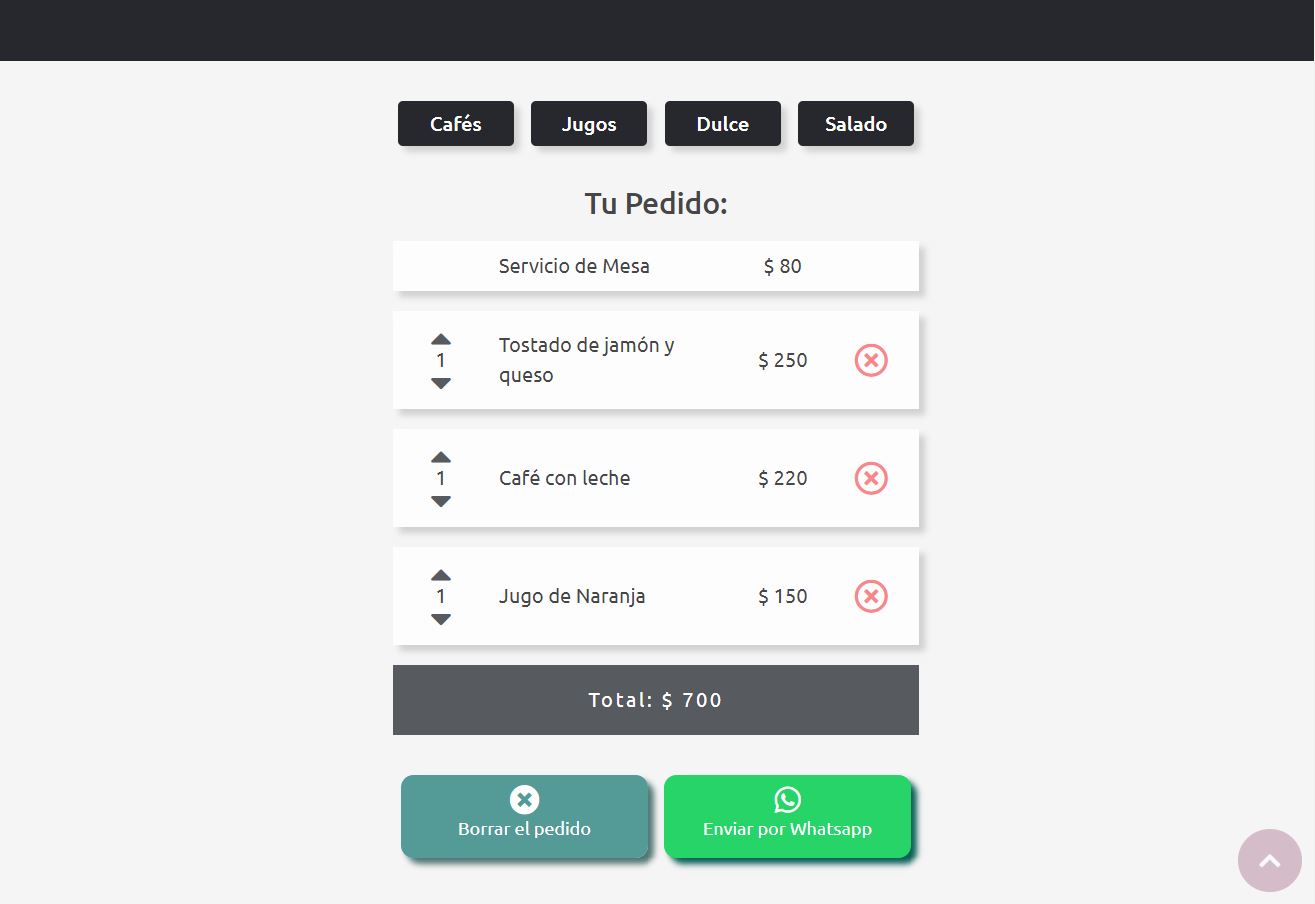 Cafés Jugos Dulce Salado
Tu Pedido:
Servicio de Mesa $ 80
Tostado de jamón y
queso
1 $ 250
1 Café con leche $ 220
1 Jugo de Naranja $ 150
Total: $ 700
Borrar el pedido
Enviar por Whatsapp